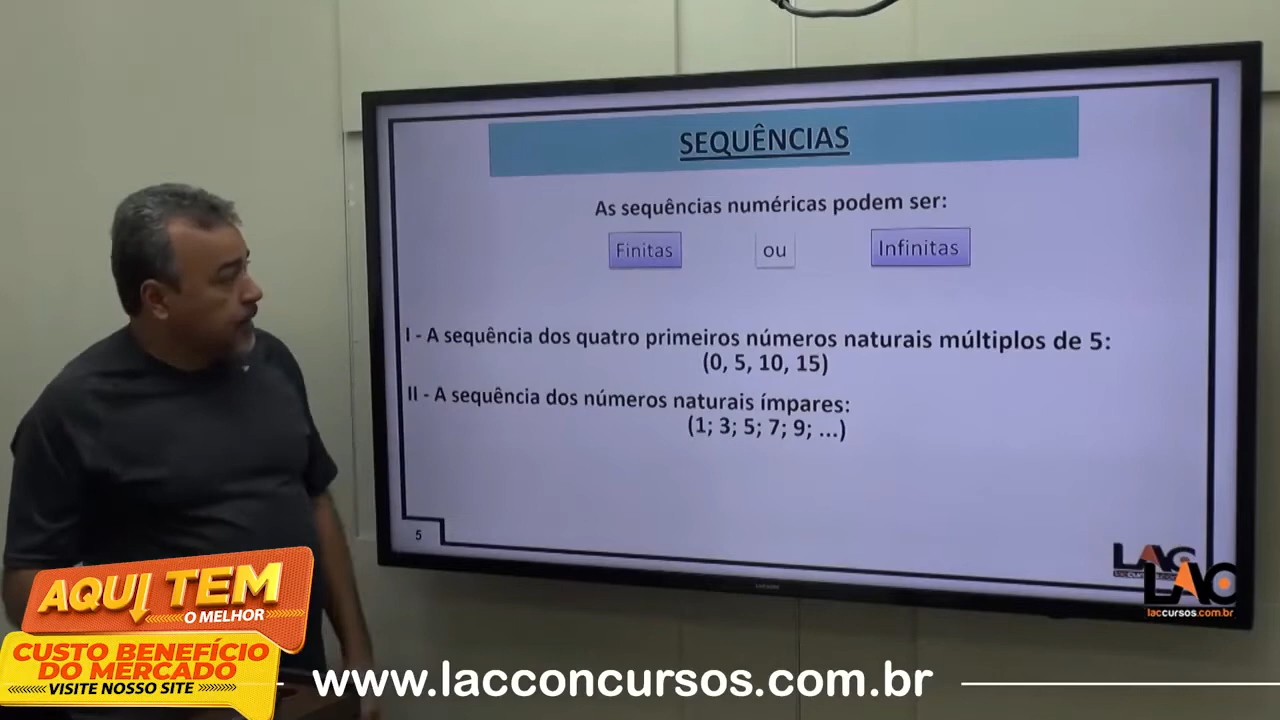 SEQUÊNCIAS
As sequências numéricas podem ser:
Finitas ou Infinitas
I - A sequência dos quatro primeiros números naturais múltiplos de 5:
(0, 5, 10, 15)
II - A sequência dos números naturais ímpares:
(1; 3; 5; 7; 9; ...)
5
LAC
LAC
laccursos.com.br
AQUI TEM
O MELHOR
CUSTO BENEFÍCIO
DO MERCADO
VISITE NOSSO SITE
www.lacconcursos.com.br